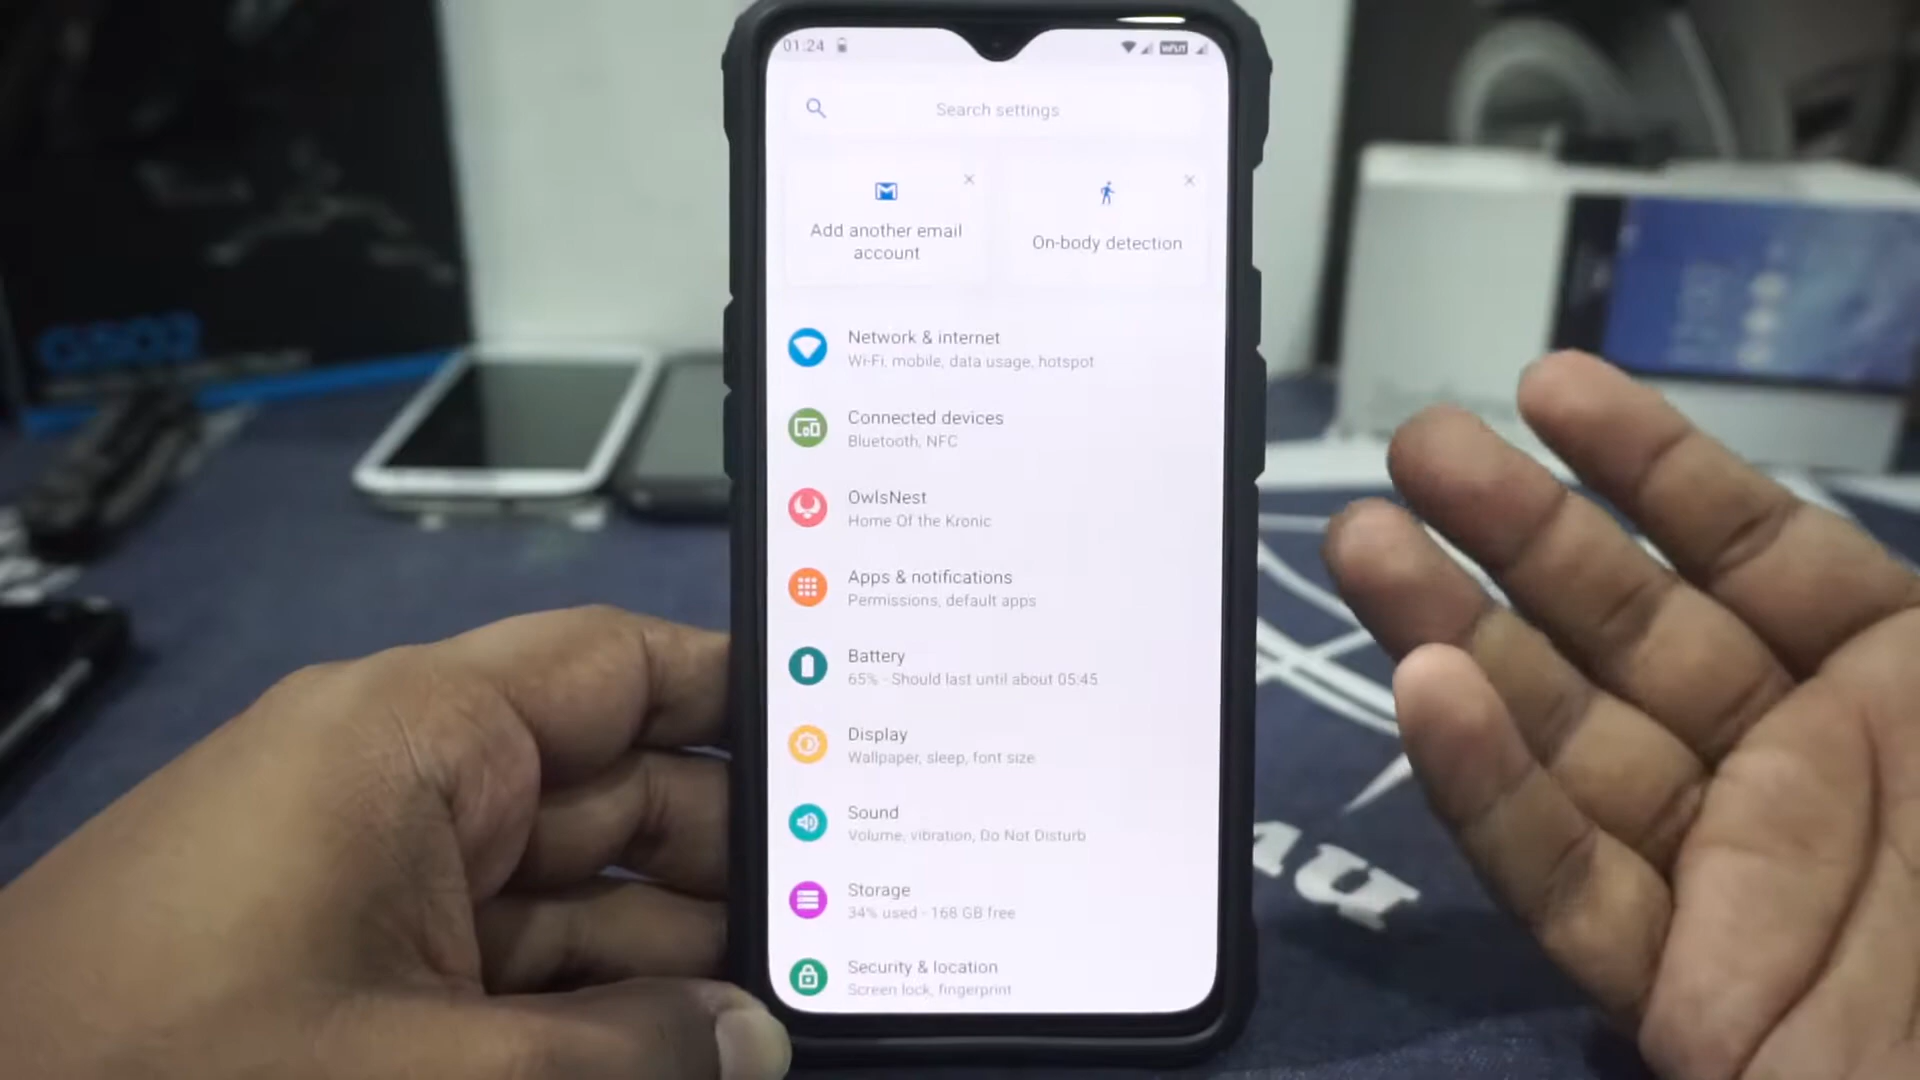 01:24
Search settings
Add another email
account
On-body detection
Network & internet
Wi-Fi, mobile, data usage, hotspot
Connected devices
Bluetooth, NFC
OwlsNest
Home Of the Kronic
Apps & notifications
Permissions, default apps
Battery
65% - Should last until about 05:45
Display
Wallpaper, sleep, font size
Sound
Volume, vibration, Do Not Disturb
Storage
34% used - 168 GB free
Security & location
Screen lock, fingerprint